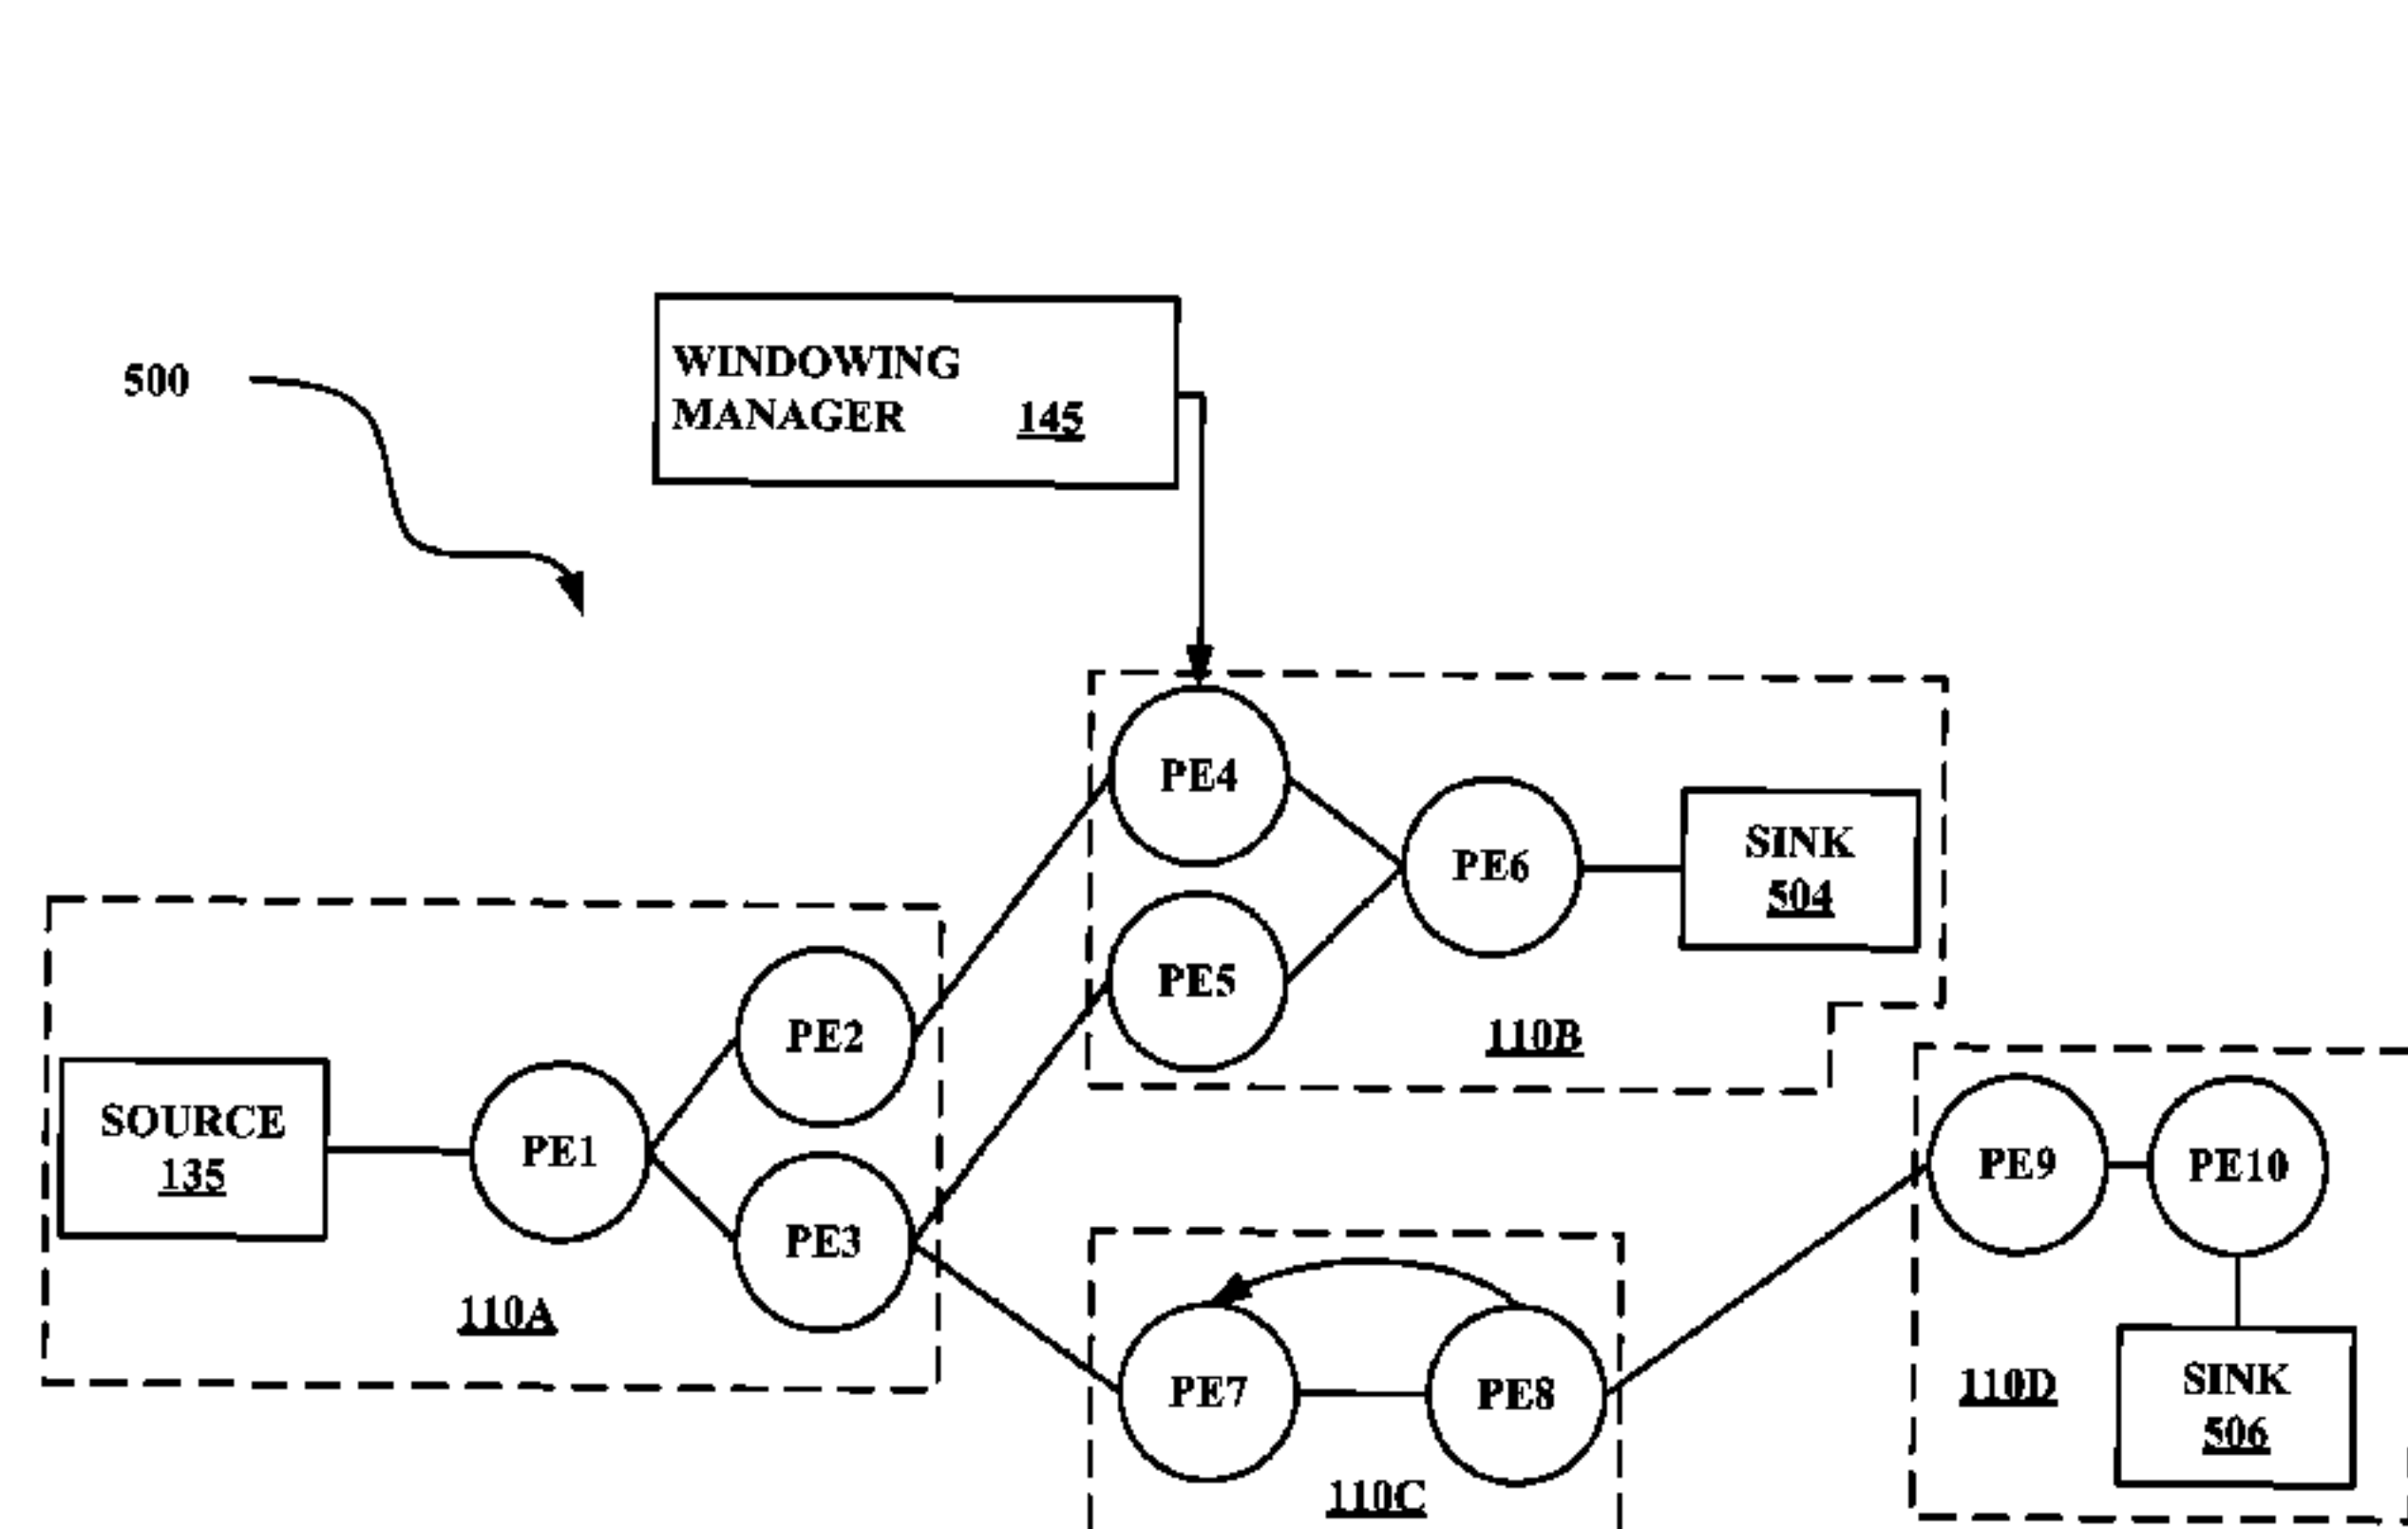 500
WINDOWING
MANAGER 145
PE4
PE6
SINK
504
PE5
110B
PE2
SOURCE
135
PE1
PE3
110A
PE9
PE10
110D
SINK
506
PE7
PE8
110C